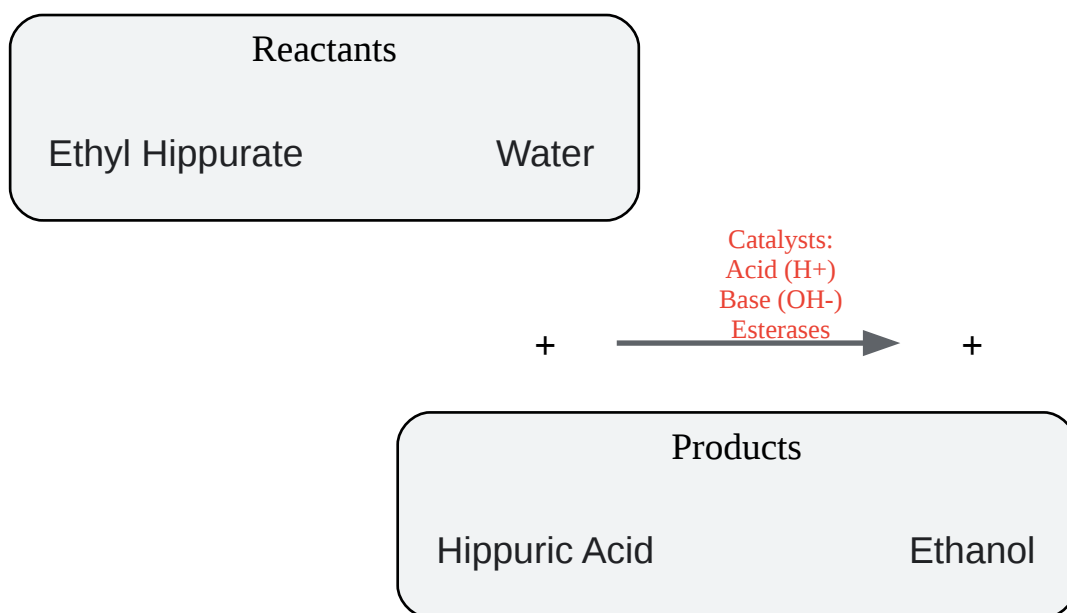 Reactants
Ethyl Hippurate Water
Catalysts:
Acid (H+)
Base (OH-)
Esterases
+ +
Products
Hippuric Acid Ethanol